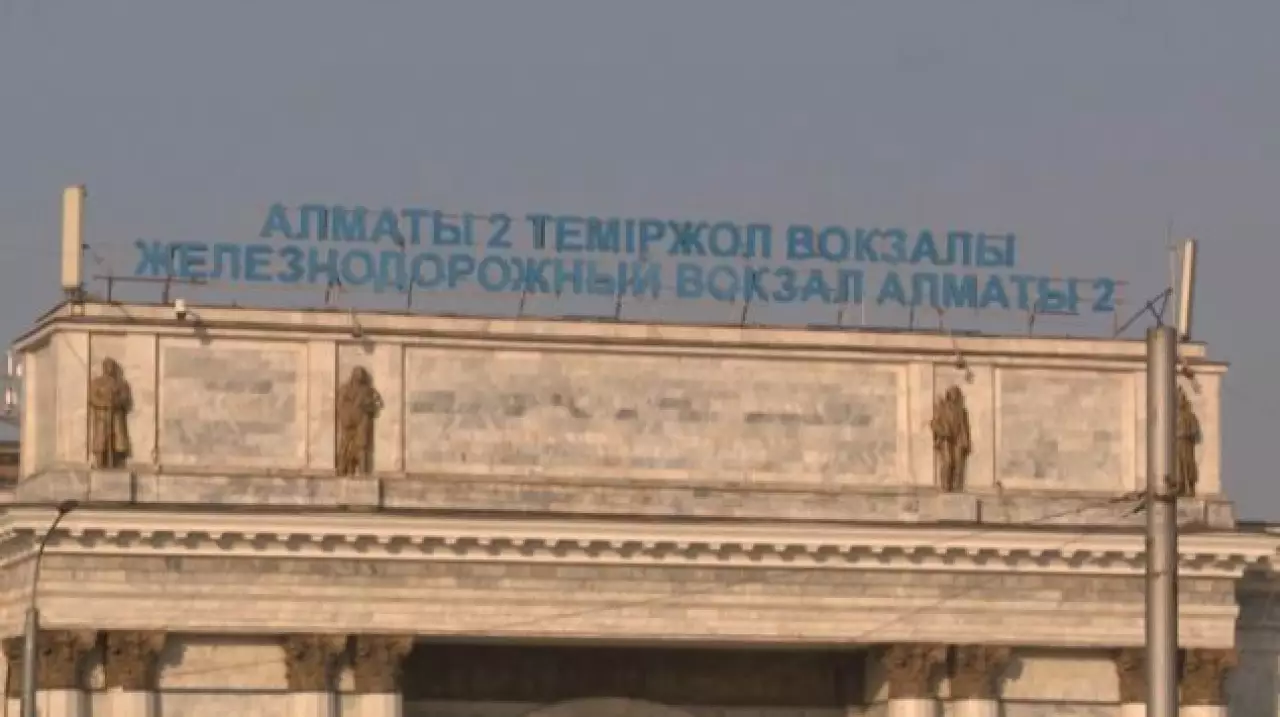 АЛМАТЫ 2 ТЕМІРЖОЛ ВОКЗАЛЫ
ЖЕЛЕЗНОДОРОЖНЫЙ ВОКЗАЛ АЛМАТЫ 2